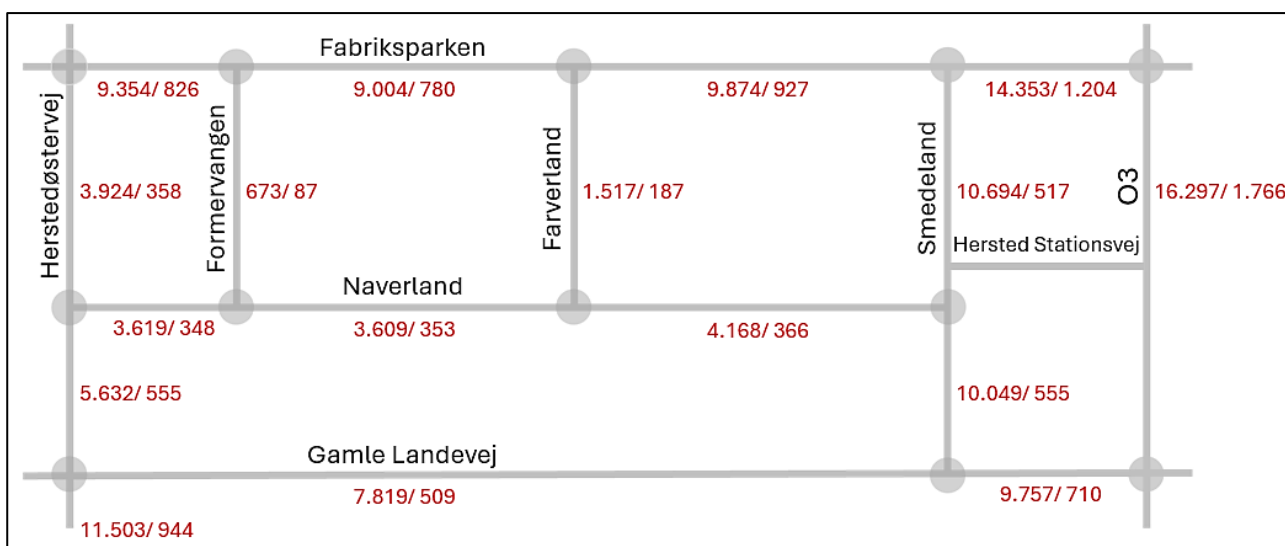 Fabriksparken
9.354/ 826
9.004/ 780
9.874/ 927
14.353/ 1.204
Herstedøstervej
3.924/ 358
Formervangen
673/ 87
Farverland
1.517/ 187
Smedeland
10.694/ 517
O3
16.297/ 1.766
Hersted Stationsvej
Naverland
3.619/ 348
3.609/ 353
4.168/ 366
5.632/ 555
10.049/ 555
Gamle Landevej
7.819/ 509
9.757/ 710
11.503/ 944